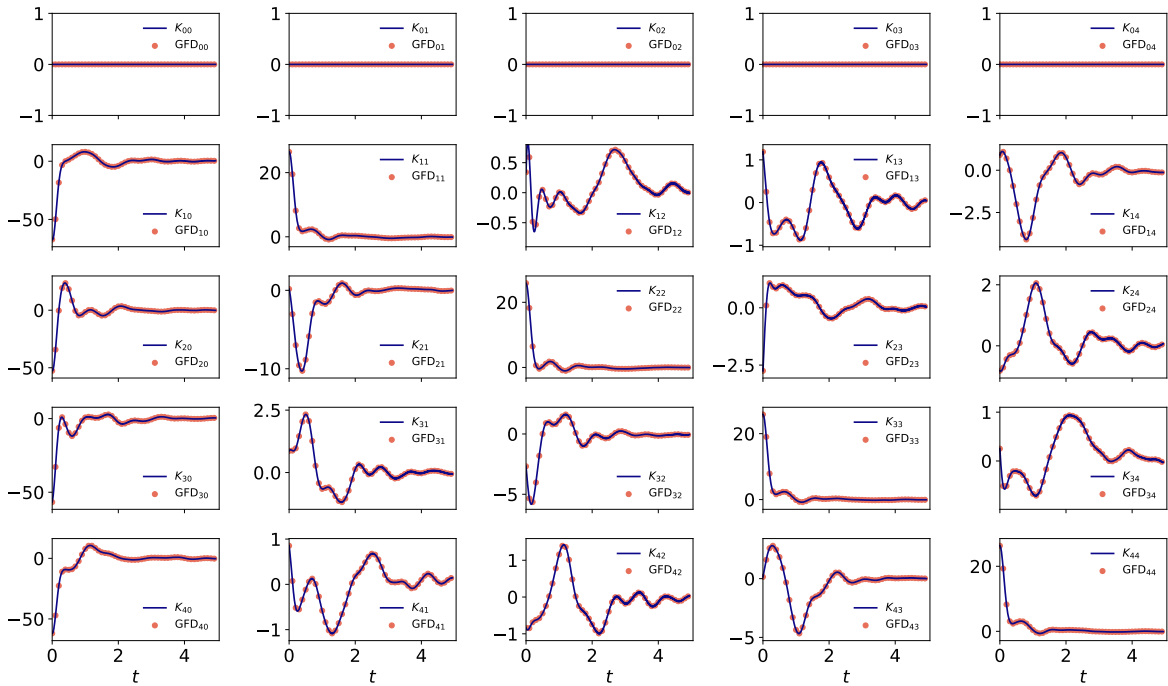 1
0
−1
K00
GFD00
1
0
−1
K01
GFD01
1
0
−1
K02
GFD02
1
0
−1
K03
GFD03
1
0
−1
K04
GFD04
0
−50
K10
GFD10
20
0
K11
GFD11
0.5
0.0
−0.5
K12
GFD12
1
0
−1
K13
GFD13
0.0
−2.5
K14
GFD14
0
−50
K20
GFD20
0
−10
K21
GFD21
20
0
K22
GFD22
0.0
−2.5
K23
GFD23
2
0
K24
GFD24
0
−50
K30
GFD30
2.5
0.0
K31
GFD31
0
−5
K32
GFD32
20
0
K33
GFD33
1
0
K34
GFD34
0
−50
K40
GFD40
0 2 4
t
1
0
−1
K41
GFD41
0 2 4
t
1
0
−1
K42
GFD42
0 2 4
t
0
−5
K43
GFD43
0 2 4
t
20
0
K44
GFD44
0 2 4
t